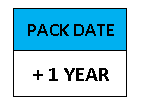 PACK DATE
+ 1 YEAR